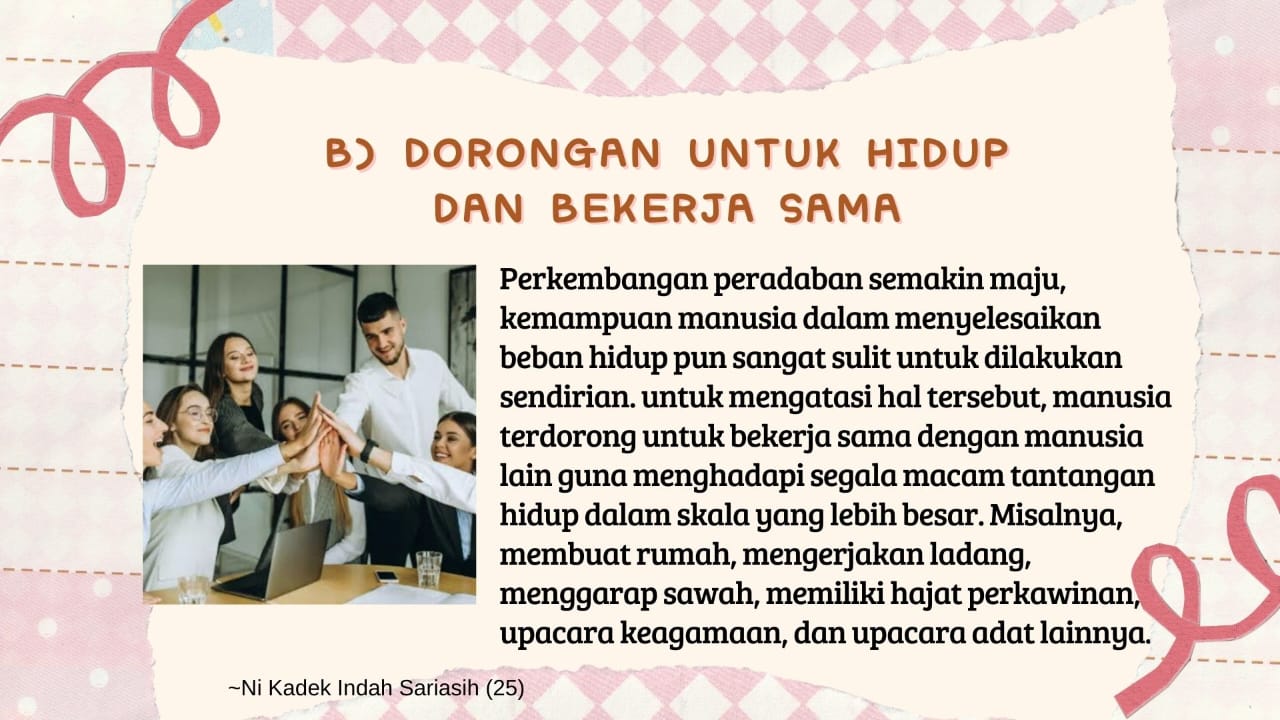 B) DORONGAN UNTUK HIDUP
DAN BEKERJA SAMA
Perkembangan peradaban semakin maju,
kemampuan manusia dalam menyelesaikan
beban hidup pun sangat sulit untuk dilakukan
sendirian. untuk mengatasi hal tersebut, manusia
terdorong untuk bekerja sama dengan manusia
lain guna menghadapi segala macam tantangan
hidup dalam skala yang lebih besar. Misalnya,
membuat rumah, mengerjakan ladang,
menggarap sawah, memiliki hajat perkawinan,
upacara keagamaan, dan upacara adat lainnya.
~Ni Kadek Indah Sariasih (25)